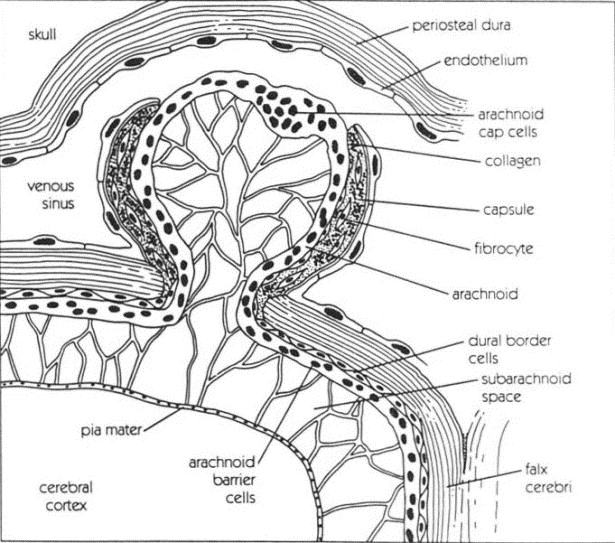 skull
periosteal dura
endothelium
arachnoid
cap cells
collagen
venous
sinus
capsule
fibrocyte
arachnoid
dural border
cells
subarachnoid
space
pia mater
arachnoid
barrier
cells
falx
cerebri
cerebral
cortex